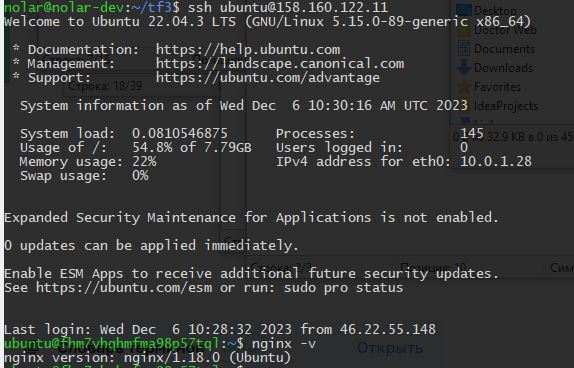 nolar@nolar-dev:~/tf3$ ssh ubuntu@158.160.122.11
Welcome to Ubuntu 22.04.3 LTS (GNU/Linux 5.15.0-89-generic x86_64)
* Documentation: https://help.ubuntu.com
* Management: https://landscape.canonical.com
* Support: https://ubuntu.com/advantage
Строка: 18/39
System information as of Wed Dec 6 10:30:16 AM UTC 2023
System load: 0.0810546875 Processes: 145
Usage of /: 54.8% of 7.79GB Users logged in: 0
Memory usage: 22% IPv4 address for eth0: 10.0.1.28
Swap usage: 0%
Expanded Security Maintenance for Applications is not enabled.
0 updates can be applied immediately.
Enable ESM Apps to receive additional future security updates.
See https://ubuntu.com/esm or run: sudo pro status
Last login: Wed Dec 6 10:28:32 2023 from 46.22.55.148
ubuntu@fhm7vhghmfma98p57tql:~$ nginx -v
nginx version: nginx/1.18.0 (Ubuntu)
Desktop
Doctor Web
Documents
Downloads
Favorites
IdeaProjects
Открыть